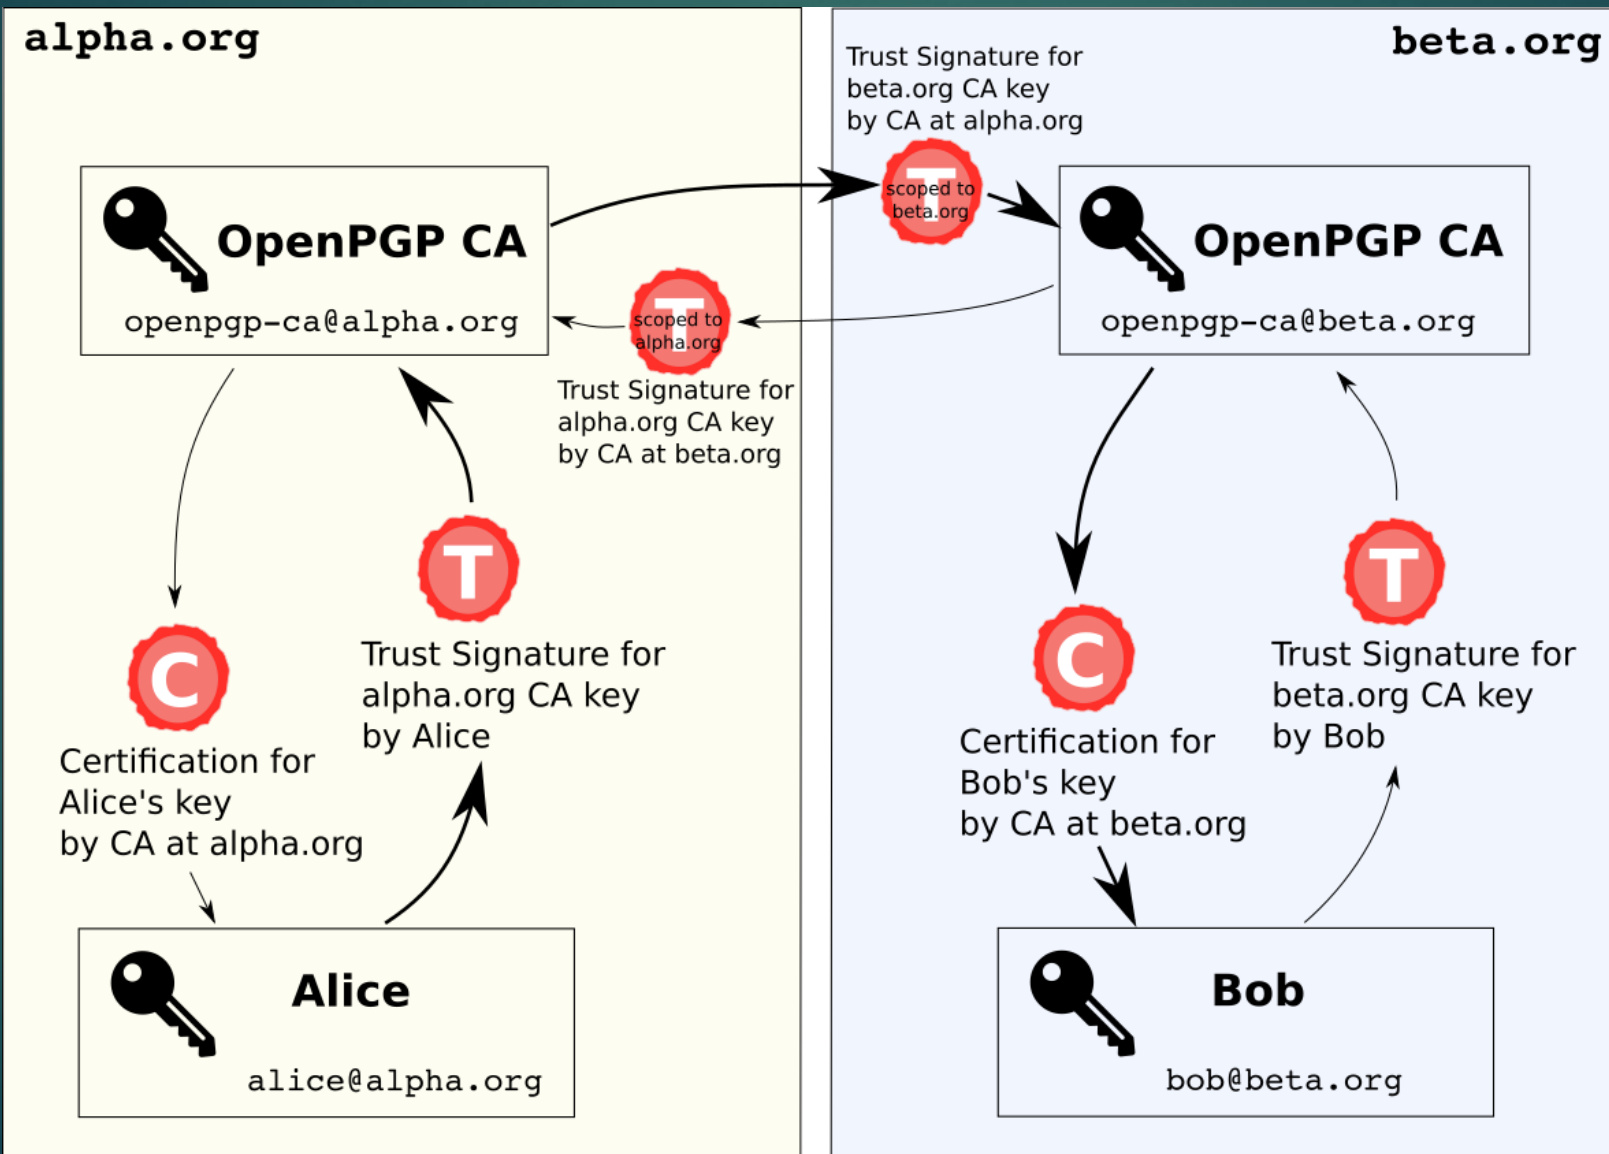 alpha.org
beta.org
Trust Signature for
beta.org CA key
by CA at alpha.org
T
scoped to
beta.org
OpenPGP CA
openpgp-ca@alpha.org
OpenPGP CA
openpgp-ca@beta.org
T
scoped to
alpha.org
Trust Signature for
alpha.org CA key
by CA at beta.org
T
Trust Signature for
alpha.org CA key
by Alice
C
Certification for
Alice's key
by CA at alpha.org
C
Certification for
Bob's key
by CA at beta.org
T
Trust Signature for
beta.org CA key
by Bob
Alice
alice@alpha.org
Bob
bob@beta.org